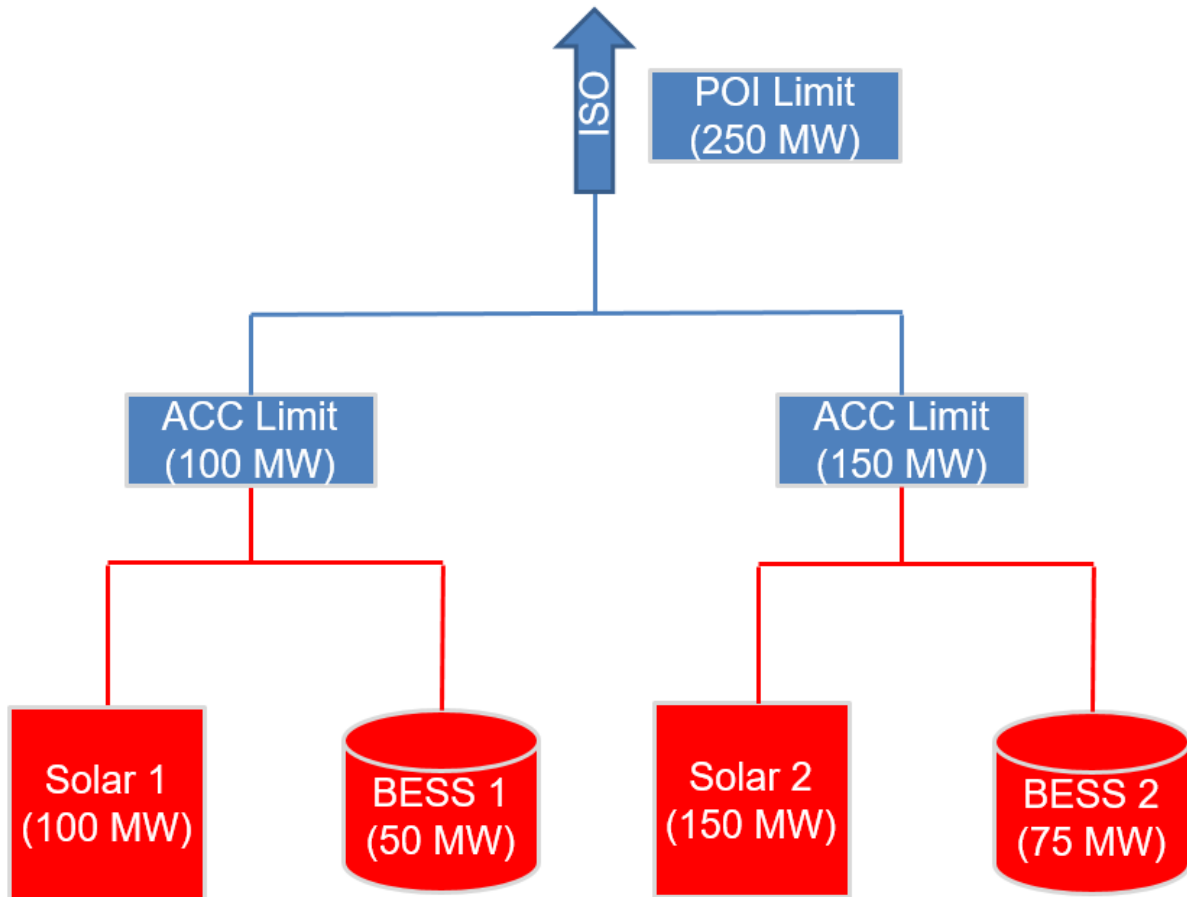 ISO
POI Limit
(250 MW)
ACC Limit
(100 MW)
ACC Limit
(150 MW)
Solar 1
(100 MW)
BESS 1
(50 MW)
Solar 2
(150 MW)
BESS 2
(75 MW)